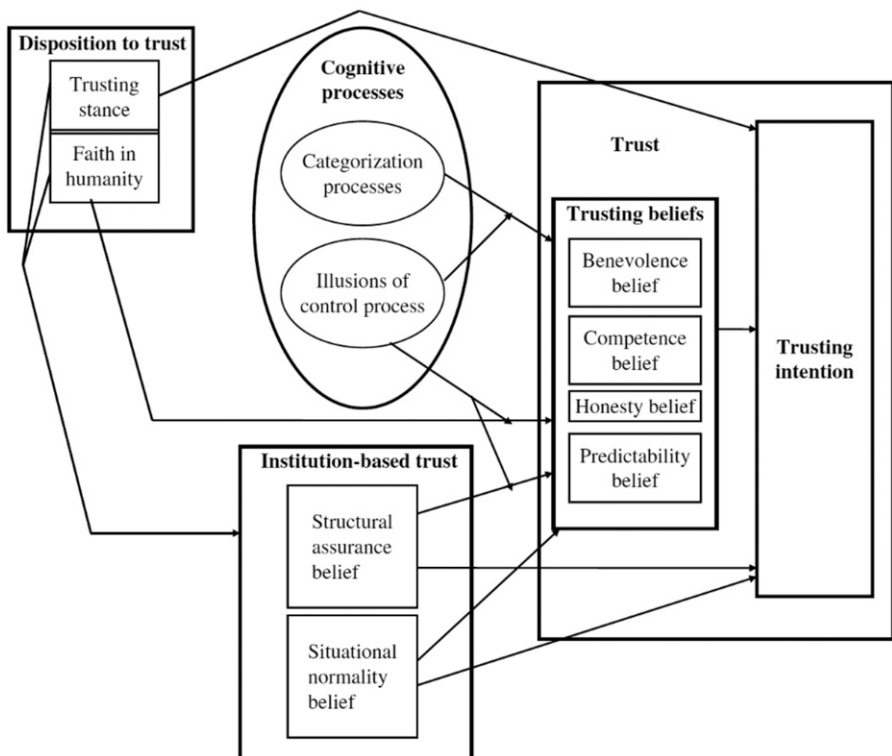 Disposition to trust
Trusting
stance
Faith in
humanity
Cognitive
processes
Categorization
processes
Illusions of
control process
Trust
Trusting beliefs
Benevolence
belief
Competence
belief
Honesty belief
Predictability
belief
Trusting
intention
Institution-based trust
Structural
assurance
belief
Situational
normality
belief